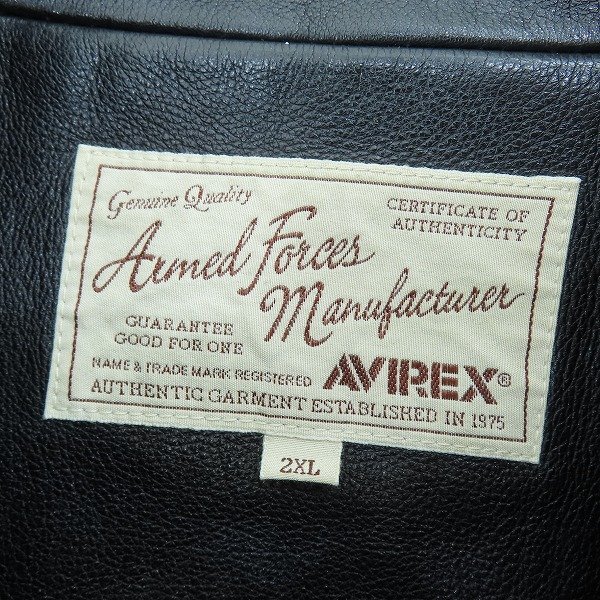 Genuine Quality
CERTIFICATE OF
AUTHENTICITY
Armed Forces
Manufacturer
GUARANTEE
GOOD FOR ONE
NAME & TRADE MARK REGISTERED
AVIREX®
AUTHENTIC GARMENT ESTABLISHED IN 1975
2XL